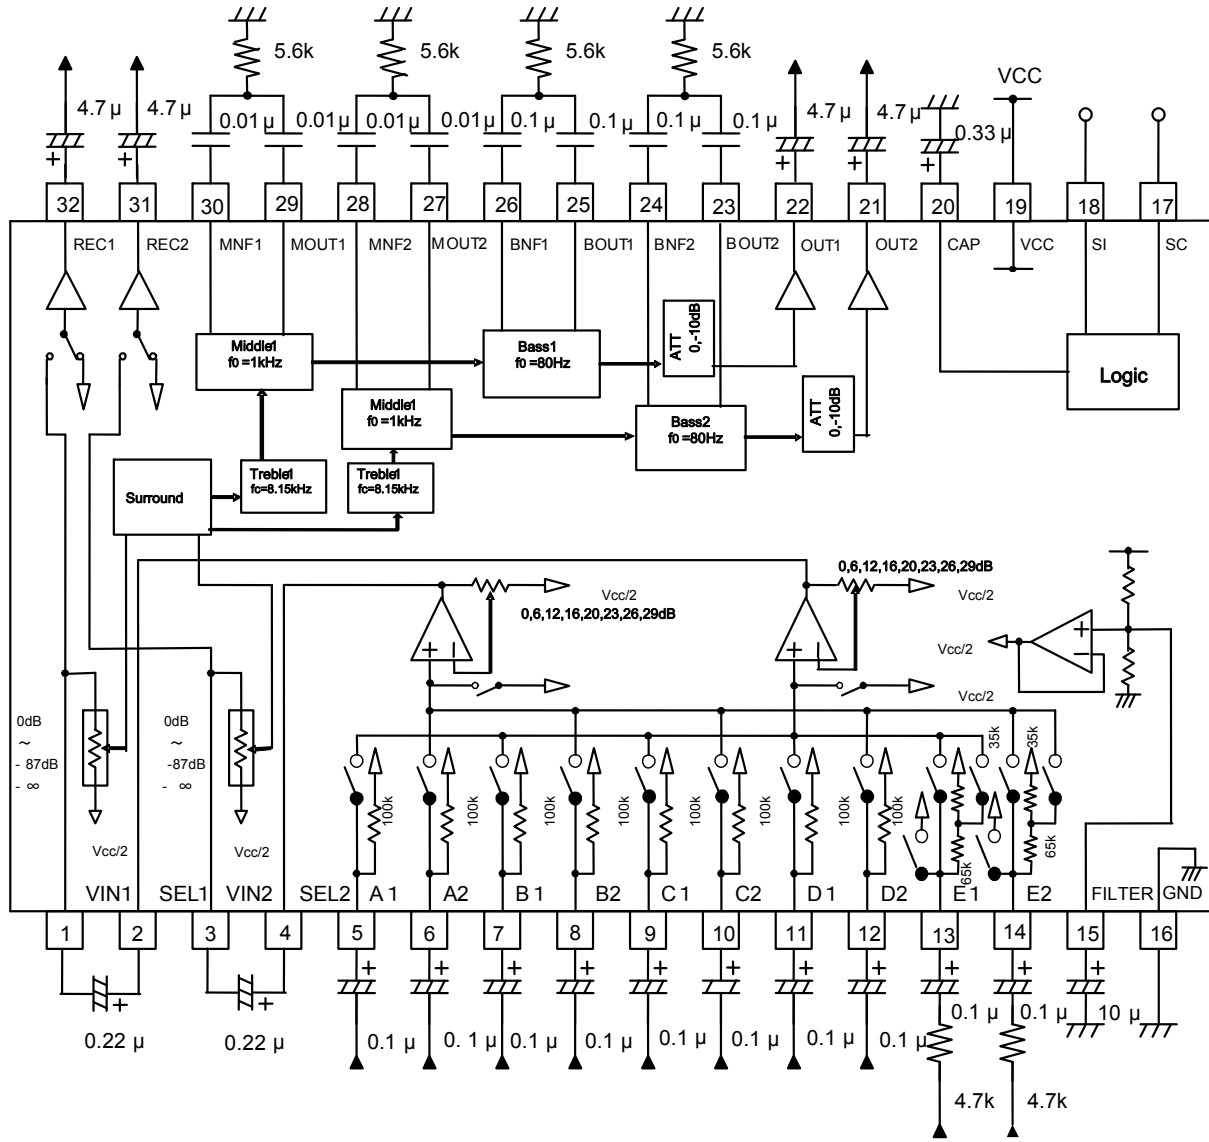 5.6k 5.6k 5.6k 5.6k
VCC
4.7 µ 4.7 µ 0.01 µ 0.01 µ 0.01 µ 0.01 µ 0.1 µ 0.1 µ 0.1 µ 0.1 µ 4.7 µ 4.7 µ 0.33 µ
+ + + + +
32 31 30 29 28 27 26 25 24 23 22 21 20 19 18 17
REC1 REC2 MNF1 MOUT1 MNF2 MOUT2 BNF1 BOUT1 BNF2 BOUT2 OUT1 OUT2 CAP VCC SI SC
Middle1
f0 =1kHz
Bass1
f0 =80Hz
ATT
0,-10dB
Logic
Middle1
f0 =1kHz
Bass2
f0 =80Hz
ATT
0,-10dB
Surround
Treble1
fc=8.15kHz
Treble1
fc=8.15kHz
Vcc/2
0,6,12,16,20,23,26,29dB
0,6,12,16,20,23,26,29dB
Vcc/2
+ − + −
Vcc/2
+
−
Vcc/2
0dB
~
- 87dB
- ∞
0dB
~
-87dB
- ∞
Vcc/2 Vcc/2
100k 100k 100k 100k 100k 100k 100k 100k
35k 35k
65k 65k
VIN1 SEL1 VIN2 SEL2 A1 A2 B1 B2 C1 C2 D1 D2 E1 E2 FILTER GND
1 2 3 4 5 6 7 8 9 10 11 12 13 14 15 16
+ + + + + + + + + + + + +
0.22 µ 0.22 µ 0.1 µ 0.1 µ 0.1 µ 0.1 µ 0.1 µ 0.1 µ 0.1 µ 0.1 µ 0.1 µ 0.1 µ 10 µ
4.7k 4.7k